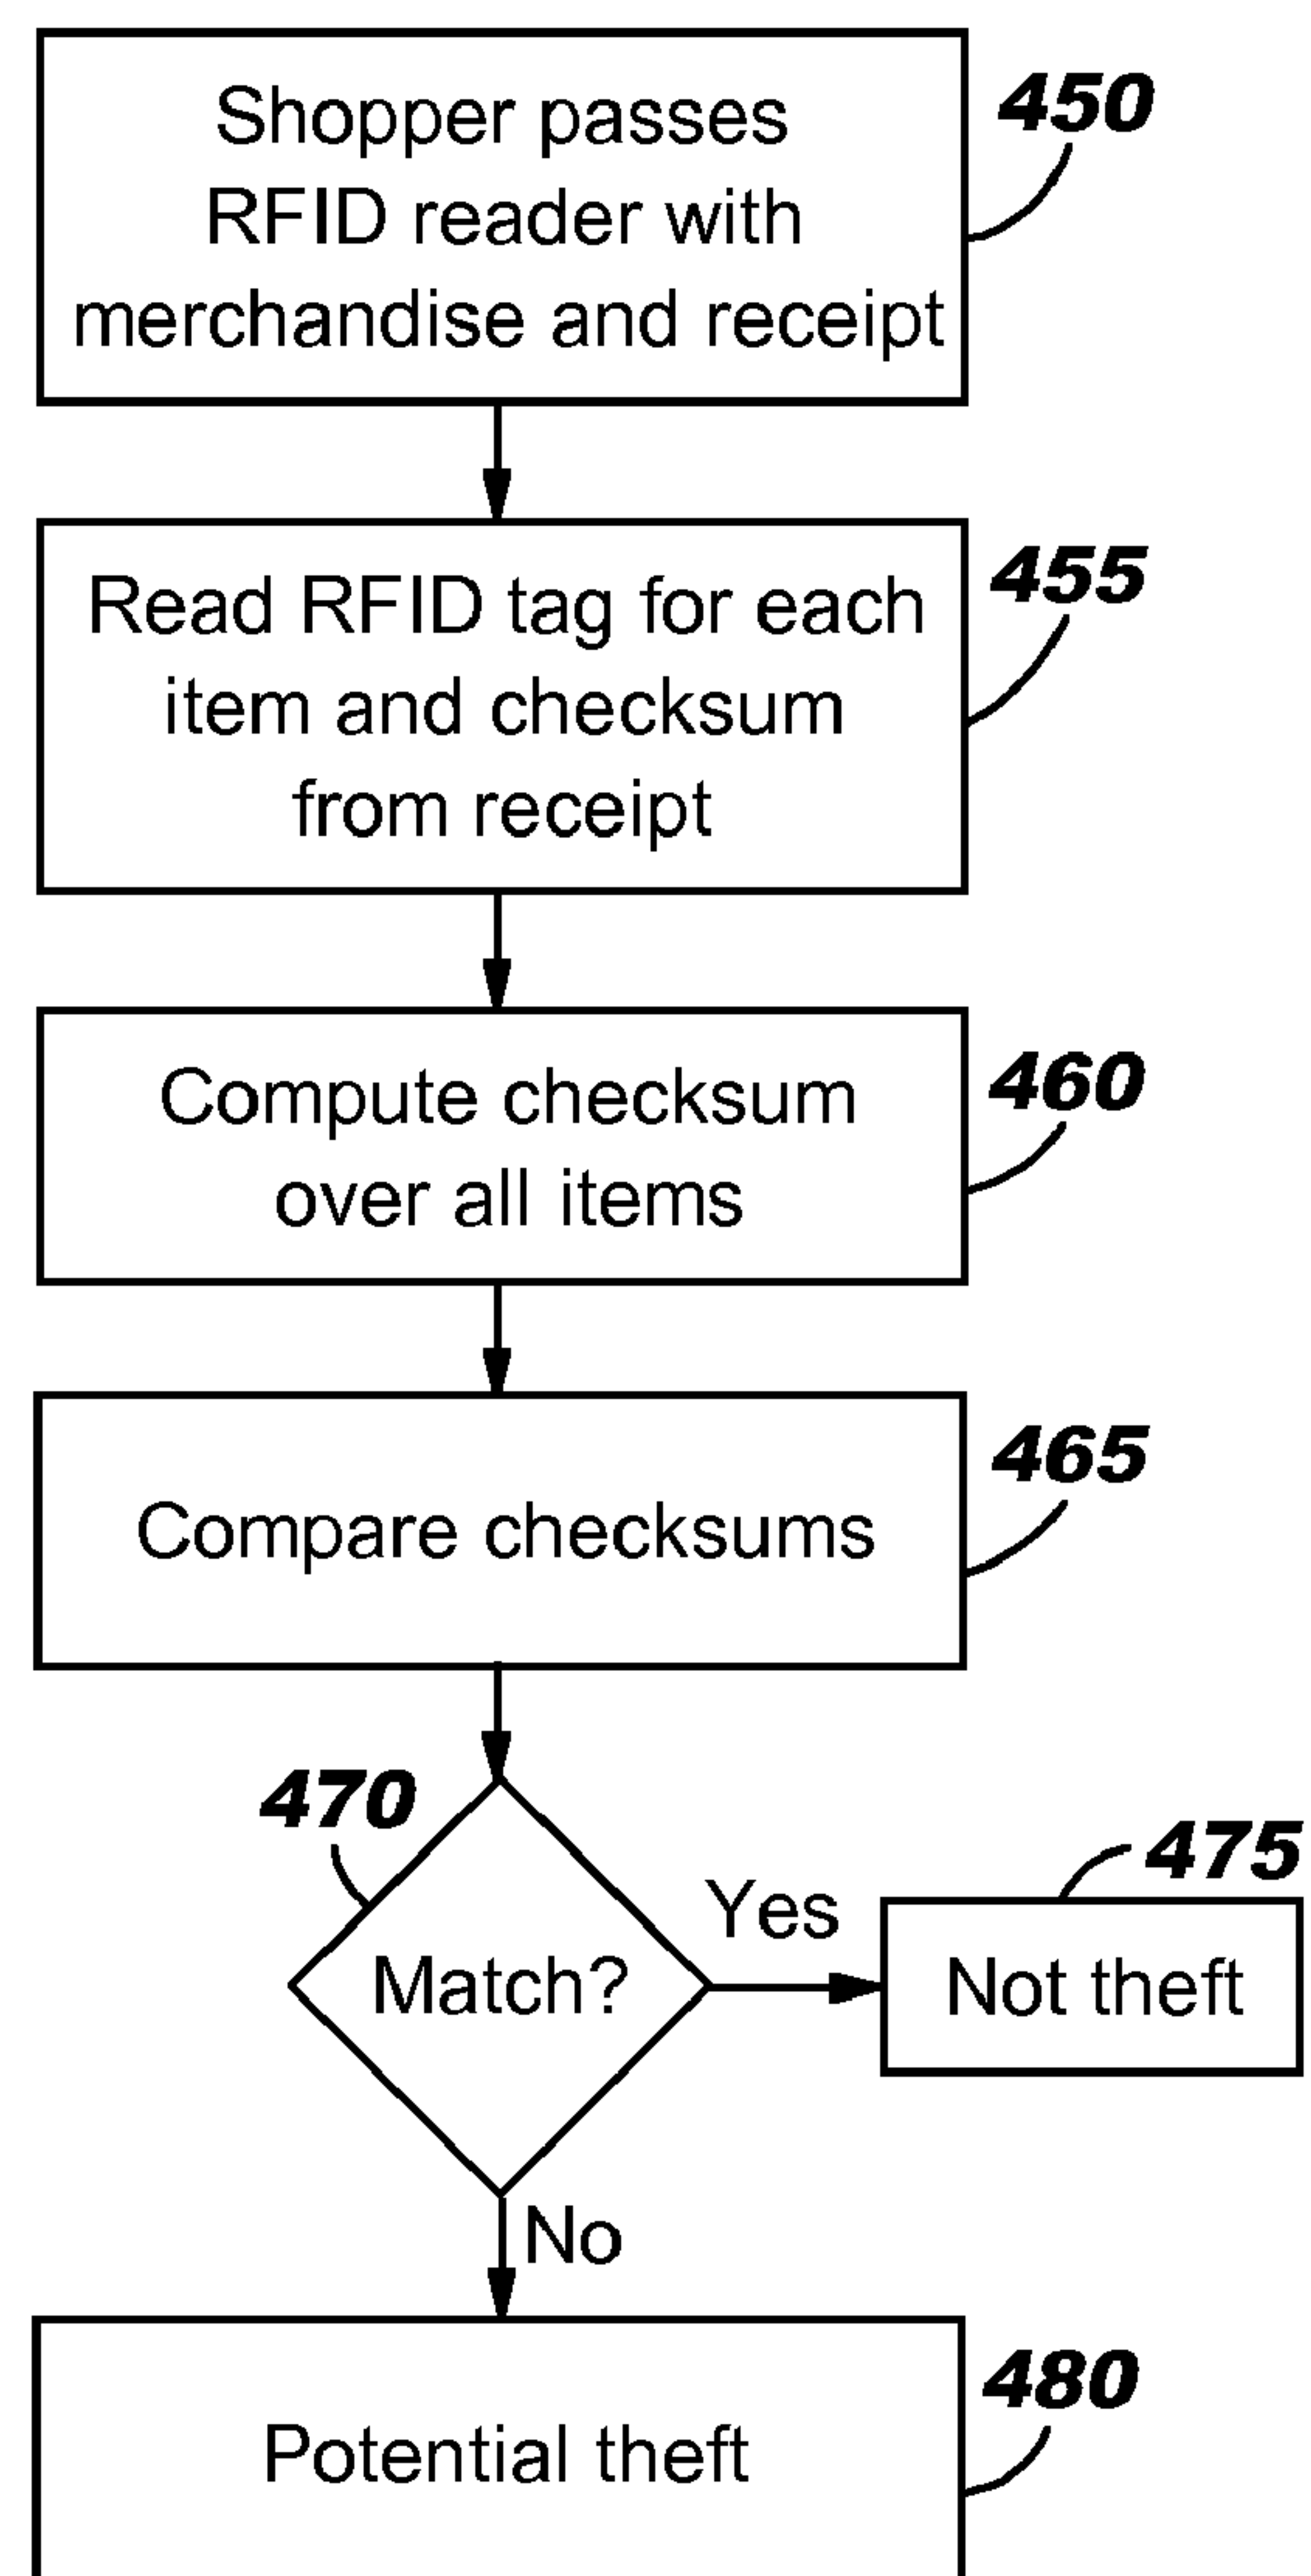 Shopper passes
RFID reader with
merchandise and receipt
450
Read RFID tag for each
item and checksum
from receipt
455
Compute checksum
over all items
460
Compare checksums
465
470
Match?
Yes
475
Not theft
No
Potential theft
480